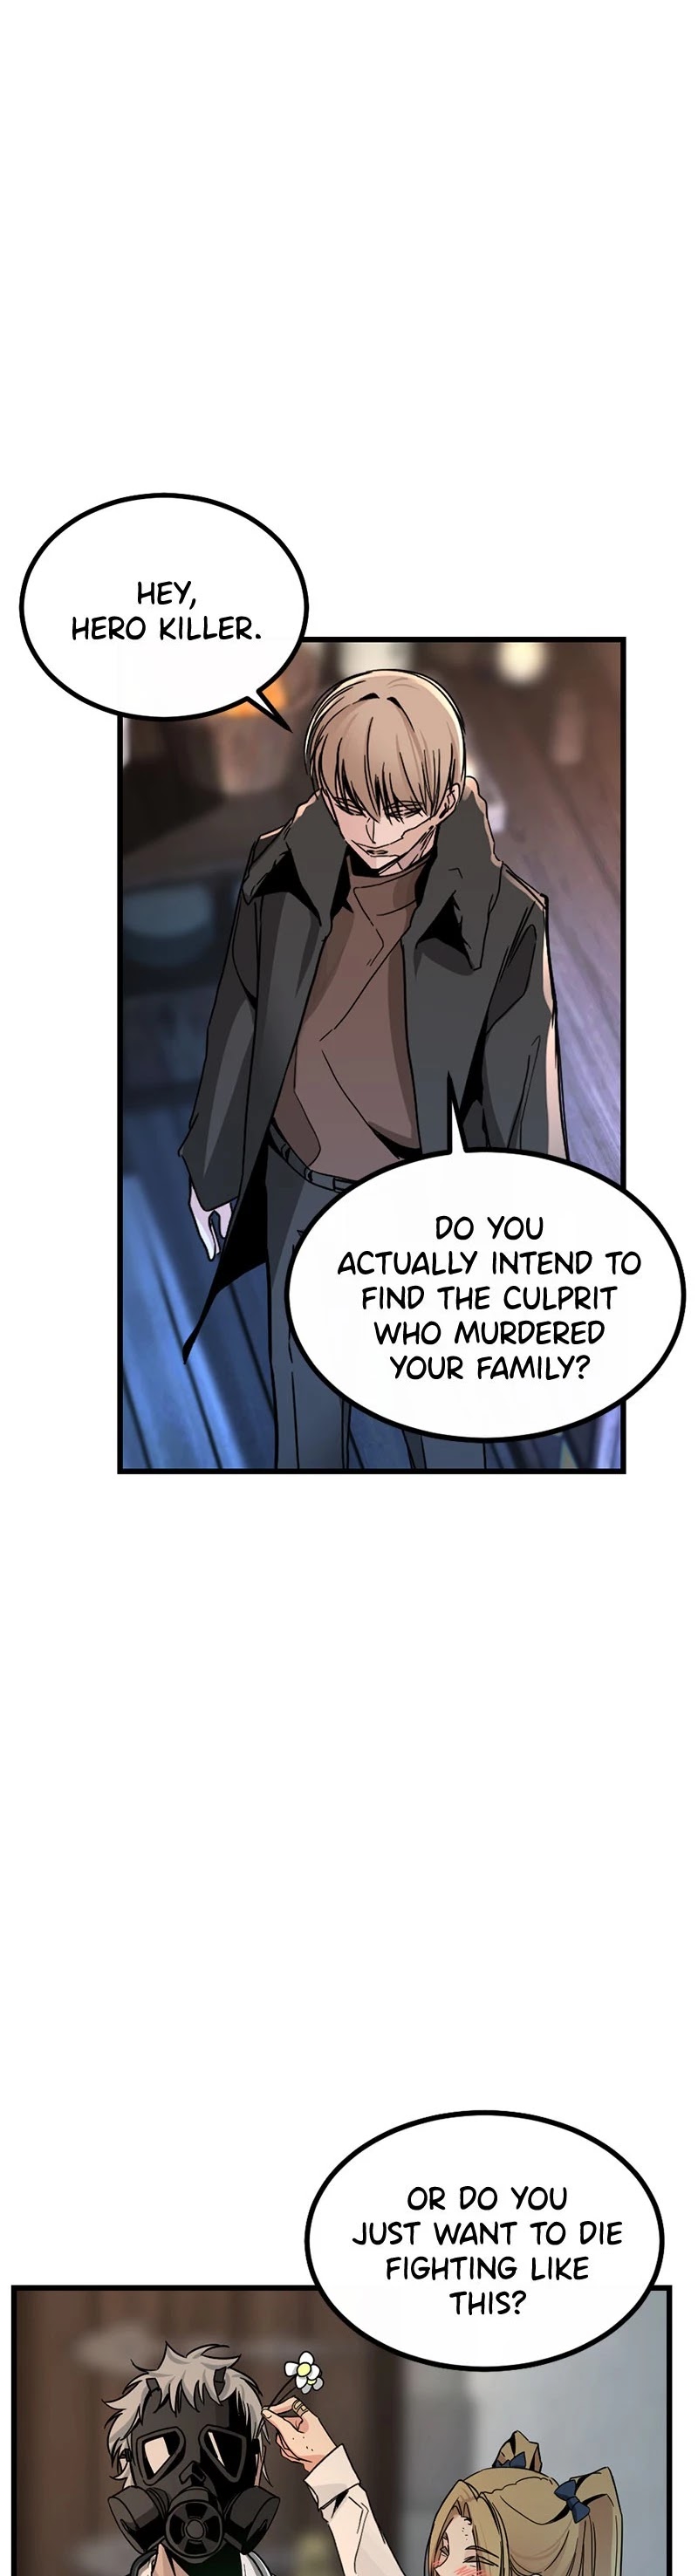 HEY,
HERO KILLER.
DO YOU
ACTUALLY INTEND TO
FIND THE CULPRIT
WHO MURDERED
YOUR FAMILY?
OR DO YOU
JUST WANT TO DIE
FIGHTING LIKE
THIS?